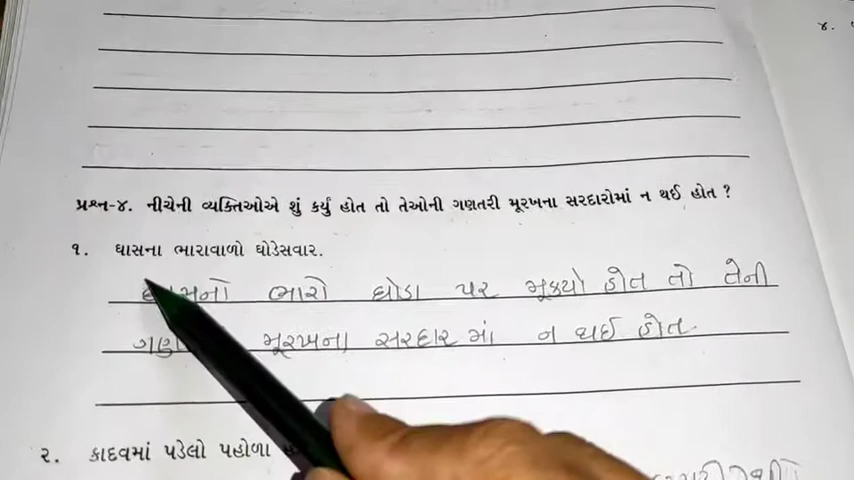 ૪.
પ્રશ્ન-૪. નીચેની વ્યક્તિઓએ શું કર્યું હોત તો તેઓની ગણતરી મૂરખના સરદારોમાં ન થઈ હોત ?
૧. ઘાસના ભારાવાળો ઘોડેસવાર.
ભારો ઘોડા પર મૂક્યો હોત તો તેની
મૂરખના સરદાર માં ન થઈ હોત
૨. કાદવમાં પડેલો પહોળા